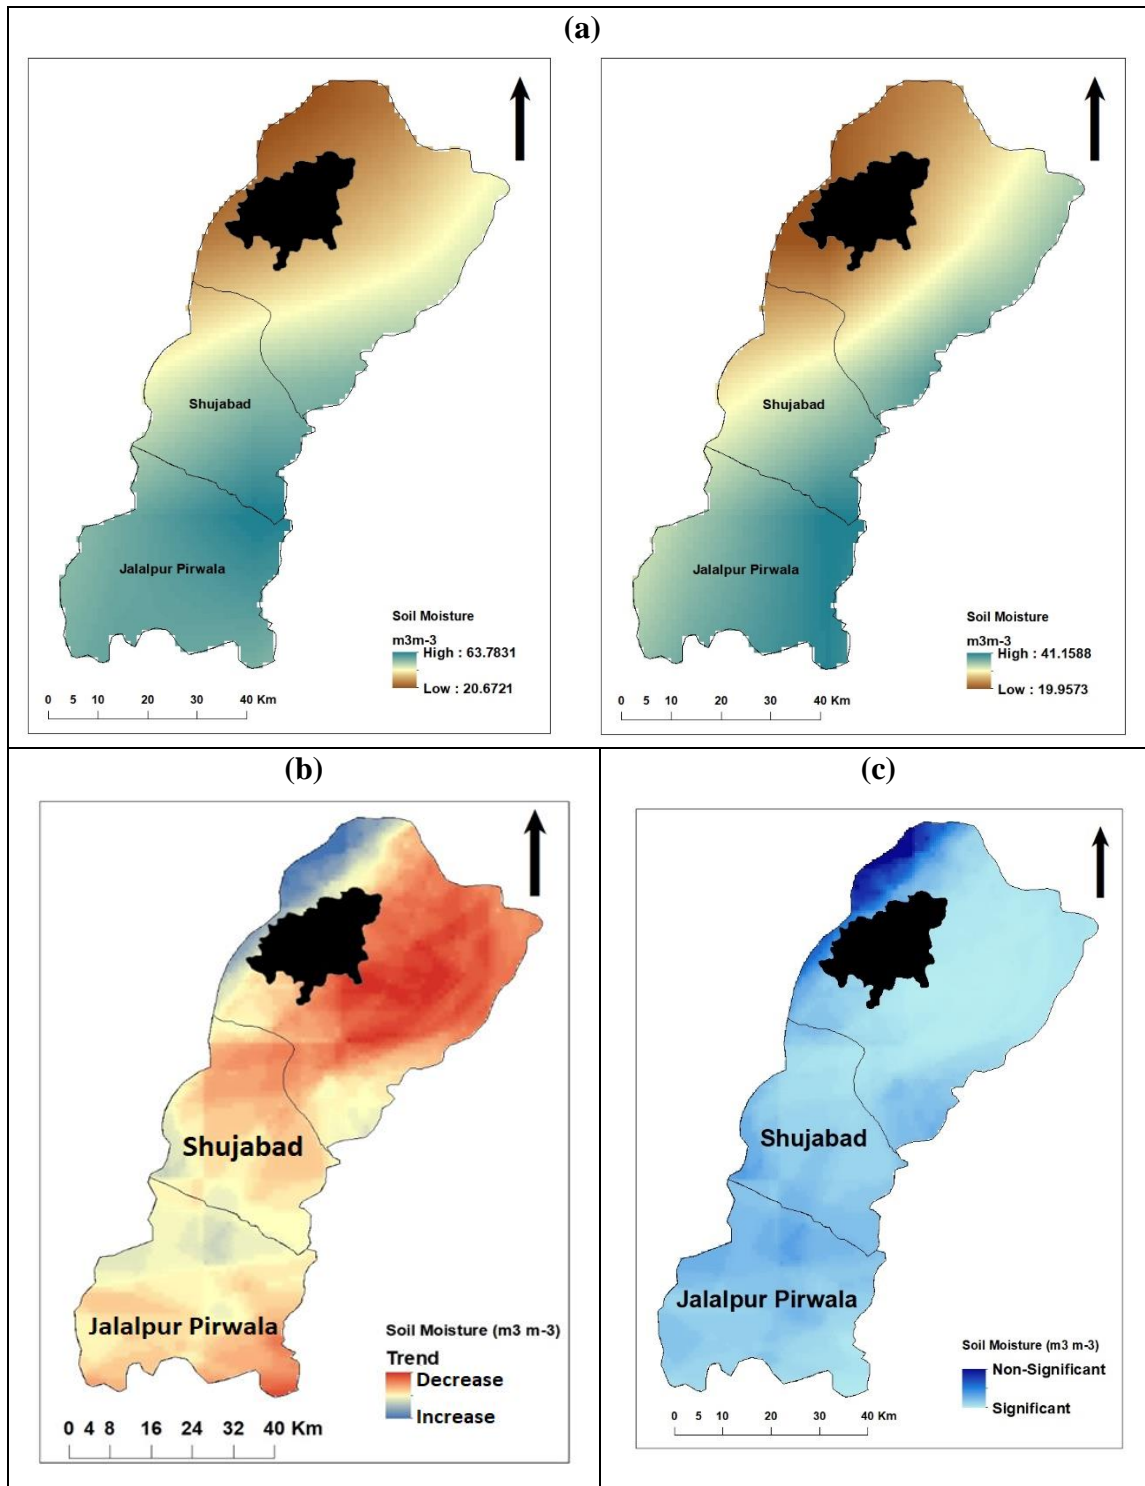 (a)
Shujabad
Jalalpur Pirwala
Soil Moisture
m3m-3
High : 63.7831
Low : 20.6721
0 5 10 20 30 40 Km
Shujabad
Jalalpur Pirwala
Soil Moisture
m3m-3
High : 41.1588
Low : 19.9573
0 5 10 20 30 40 Km
(b)
Shujabad
Jalalpur Pirwala
Soil Moisture (m3 m-3)
Trend
Decrease
Increase
0 4 8 16 24 32 40 Km
(c)
Shujabad
Jalalpur Pirwala
Soil Moisture (m3 m-3)
Non-Significant
Significant
0 5 10 20 30 40 Km